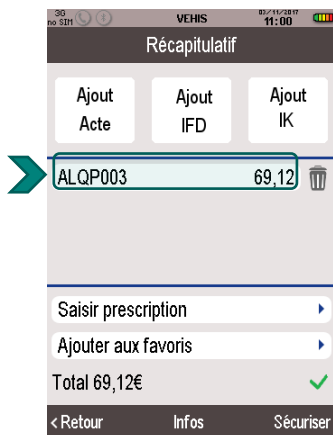 3G
no SIM VEHIS 02/11/2017
11:00
Récapitulatif
Ajout
Acte
Ajout
IFD
Ajout
IK
ALQP003 69,12
Saisir prescription
Ajouter aux favoris
Total 69,12€
< Retour Infos Sécuriser